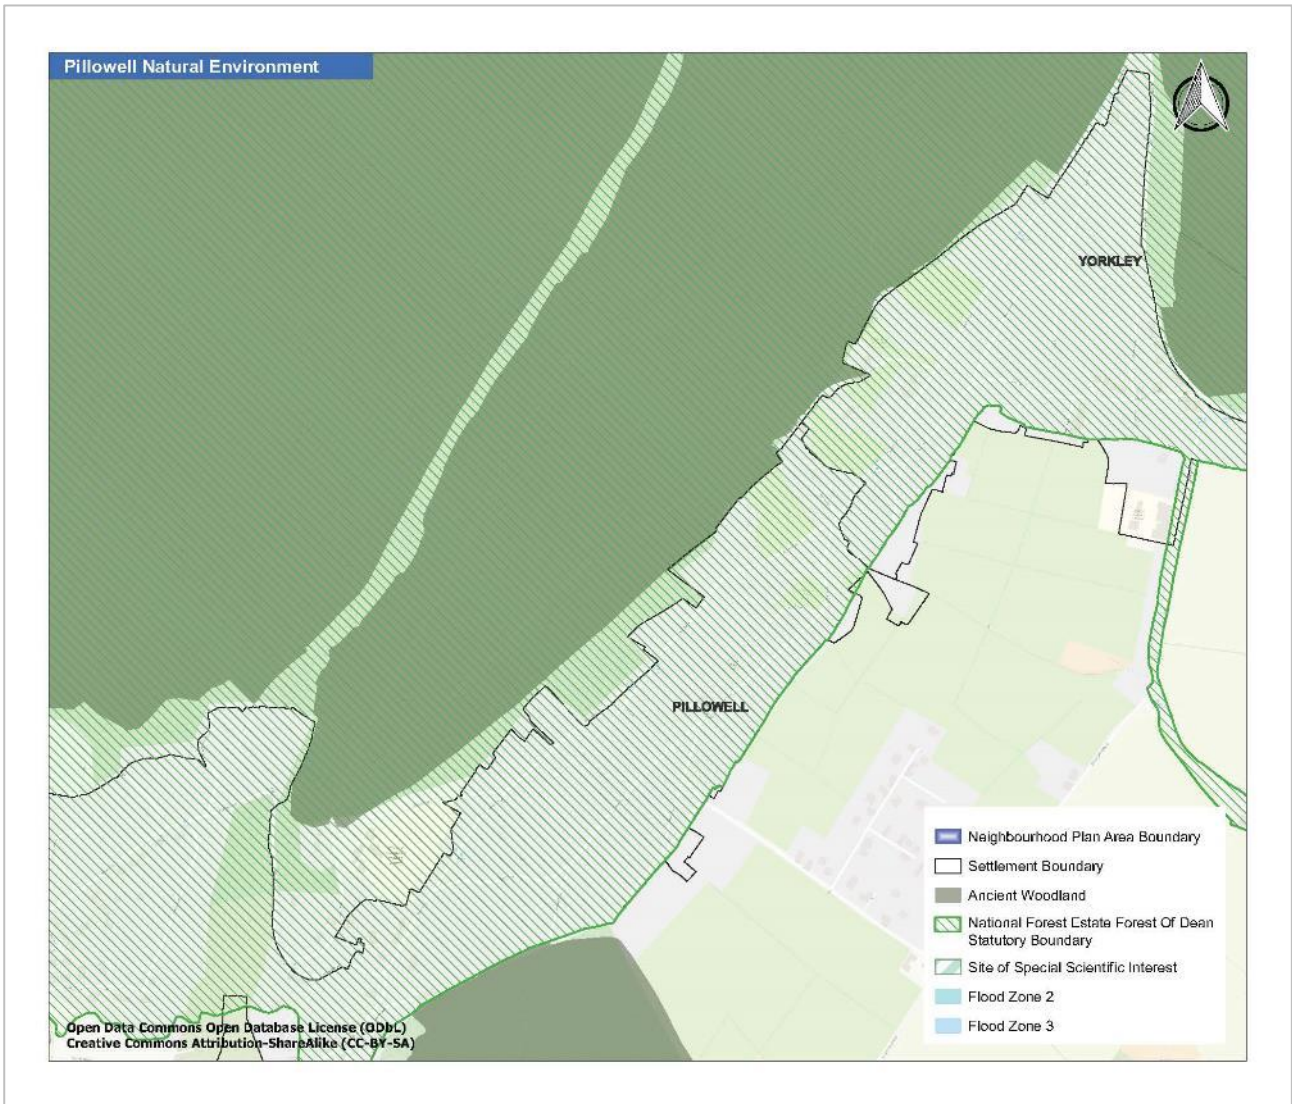 Pillowell Natural Environment
YORKLEY
PILLOWELL
Neighbourhood Plan Area Boundary
Settlement Boundary
Ancient Woodland
National Forest Estate Forest Of Dean
Statutory Boundary
Site of Special Scientific Interest
Flood Zone 2
Flood Zone 3
Open Data Commons Open Database License (ODbL)
Creative Commons Attribution-ShareAlike (CC-BY-SA)